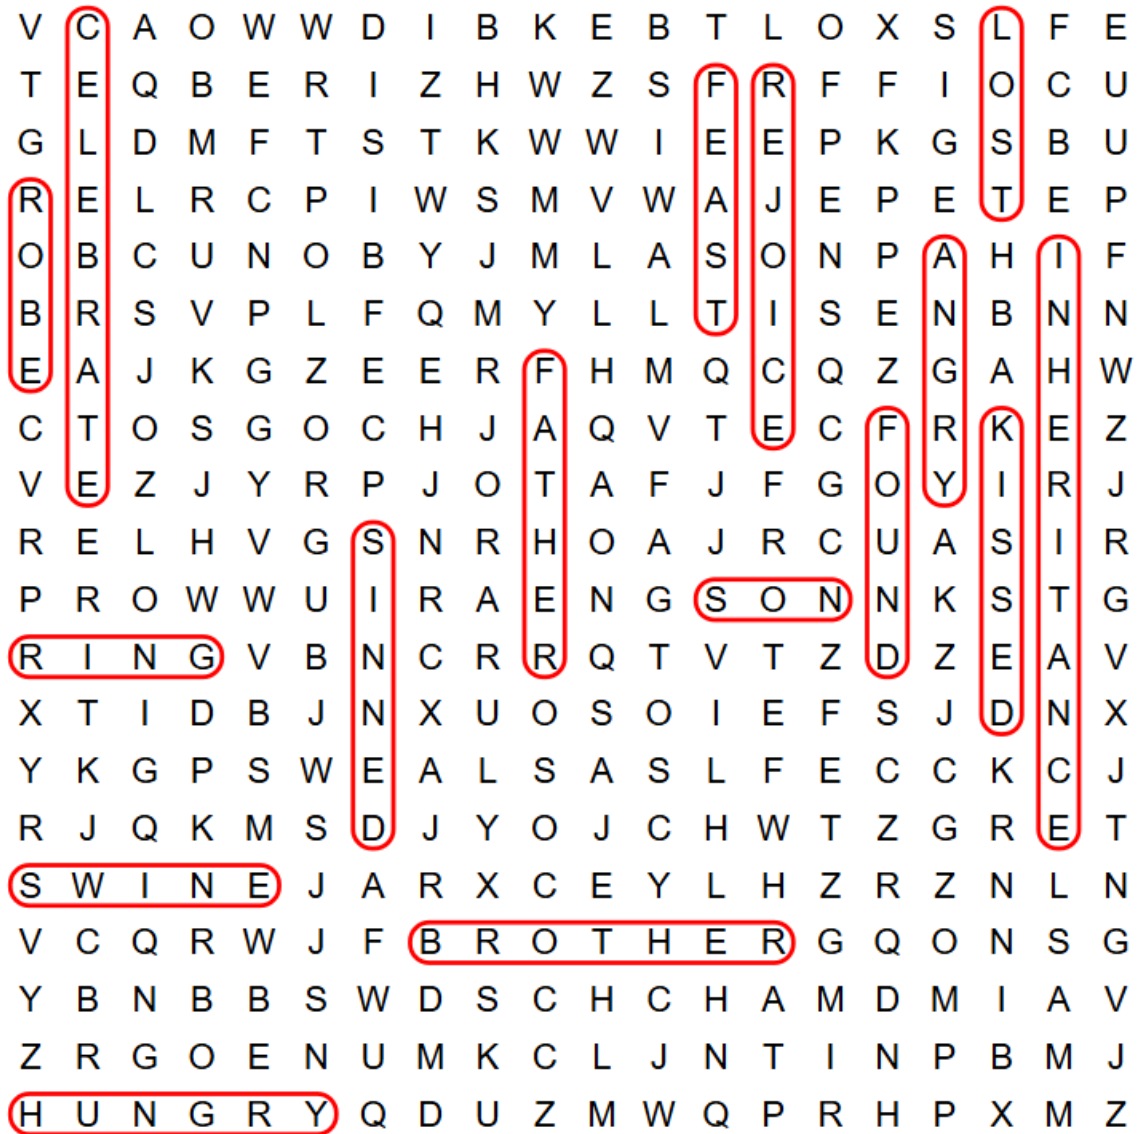 V C A O W W D I B K E B T L O X S L F E
T E Q B E R I Z H W Z S F R F F I O C U
G L D M F T S T K W W I E E P K G S B U
R E L R C P I W S M V W A J E P E T E P
O B C U N O B Y J M L A S O N P A H I F
B R S V P L F Q M Y L L T I S E N B N N
E A J K G Z E E R F H M Q C Q Z G A H W
C T O S G O C H J A Q V T E C F R K E Z
V E Z J Y R P J O T A F J F G O Y I R J
R E L H V G S N R H O A J R C U A S I R
P R O W W U I R A E N G S O N N K S T G
R I N G V B N C R R Q T V T Z D Z E A V
X T I D B J N X U O S O I E F S J D N X
Y K G P S W E A L S A S L F E C C K C J
R J Q K M S D J Y O J C H W T Z G R E T
S W I N E J A R X C E Y L H Z R Z N L N
V C Q R W J F B R O T H E R G Q O N S G
Y B N B B S W D S C H C H A M D M I A V
Z R G O E N U M K C L J N T I N P B M J
H U N G R Y Q D U Z M W Q P R H P X M Z